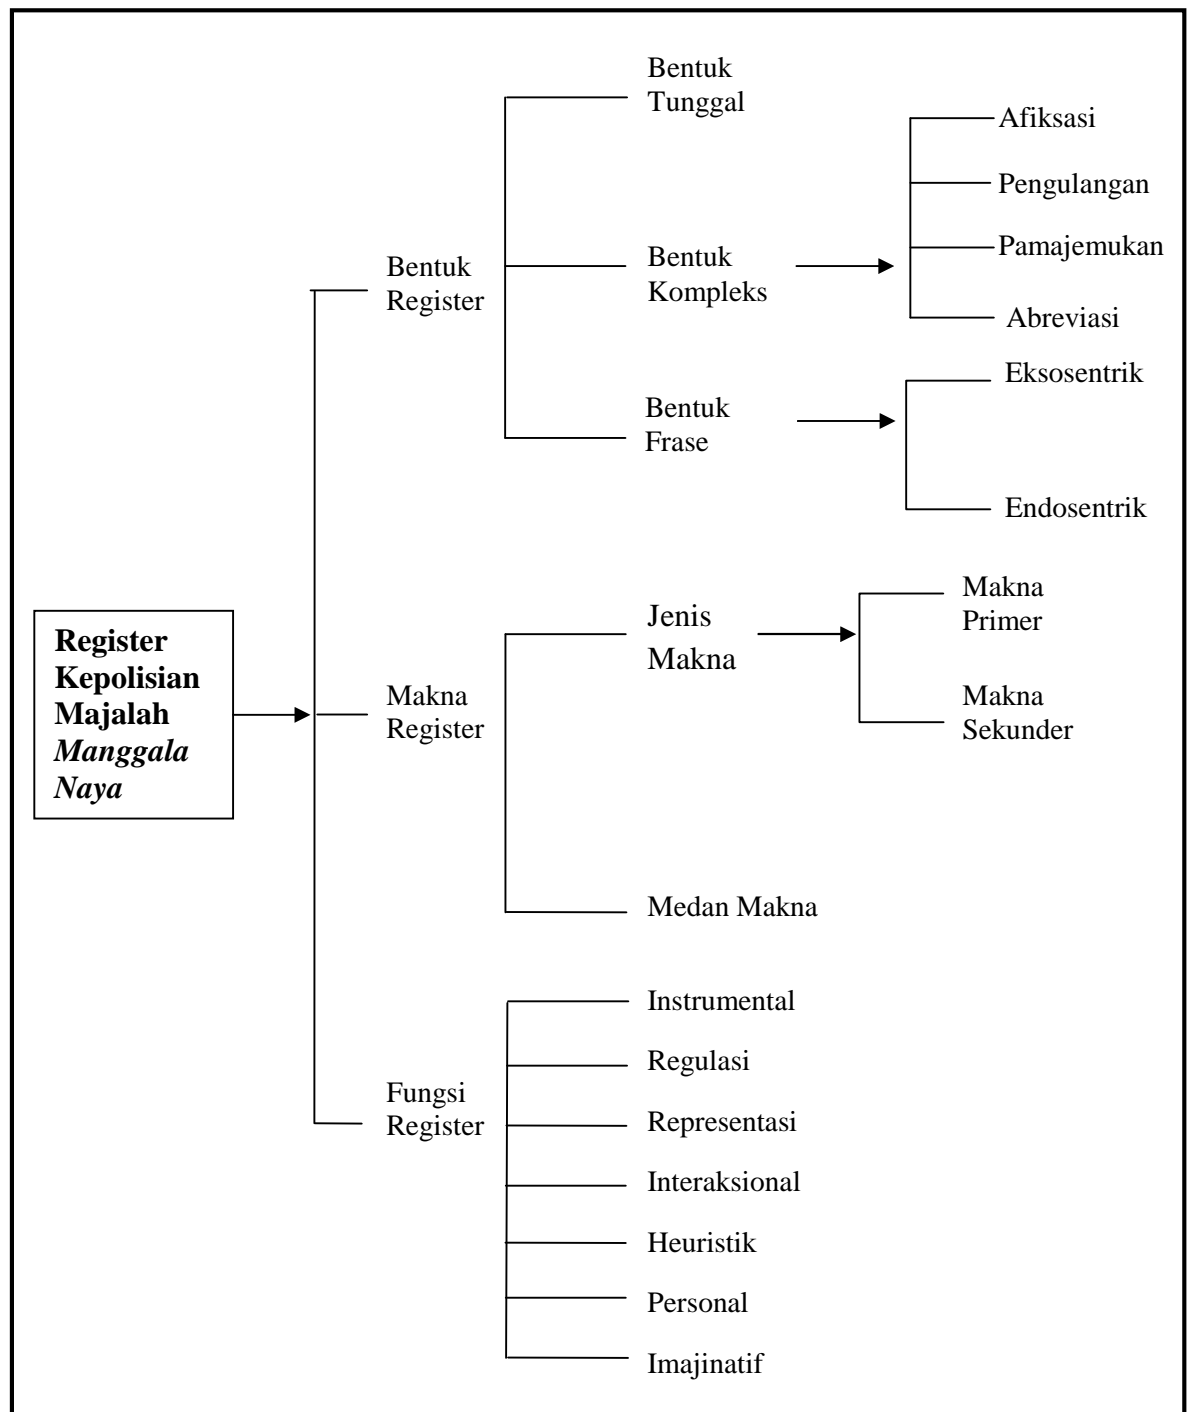 Bentuk
Tunggal
Afiksasi
Pengulangan
Pamajemukan
Abreviasi
Bentuk
Register
Bentuk
Kompleks
Eksosentrik
Bentuk
Frase
Endosentrik
Makna
Primer
Jenis
Makna
Register
Kepolisian
Majalah
Manggala
Naya
Makna
Register
Makna
Sekunder
Medan Makna
Instrumental
Regulasi
Fungsi
Register
Representasi
Interaksional
Heuristik
Personal
Imajinatif